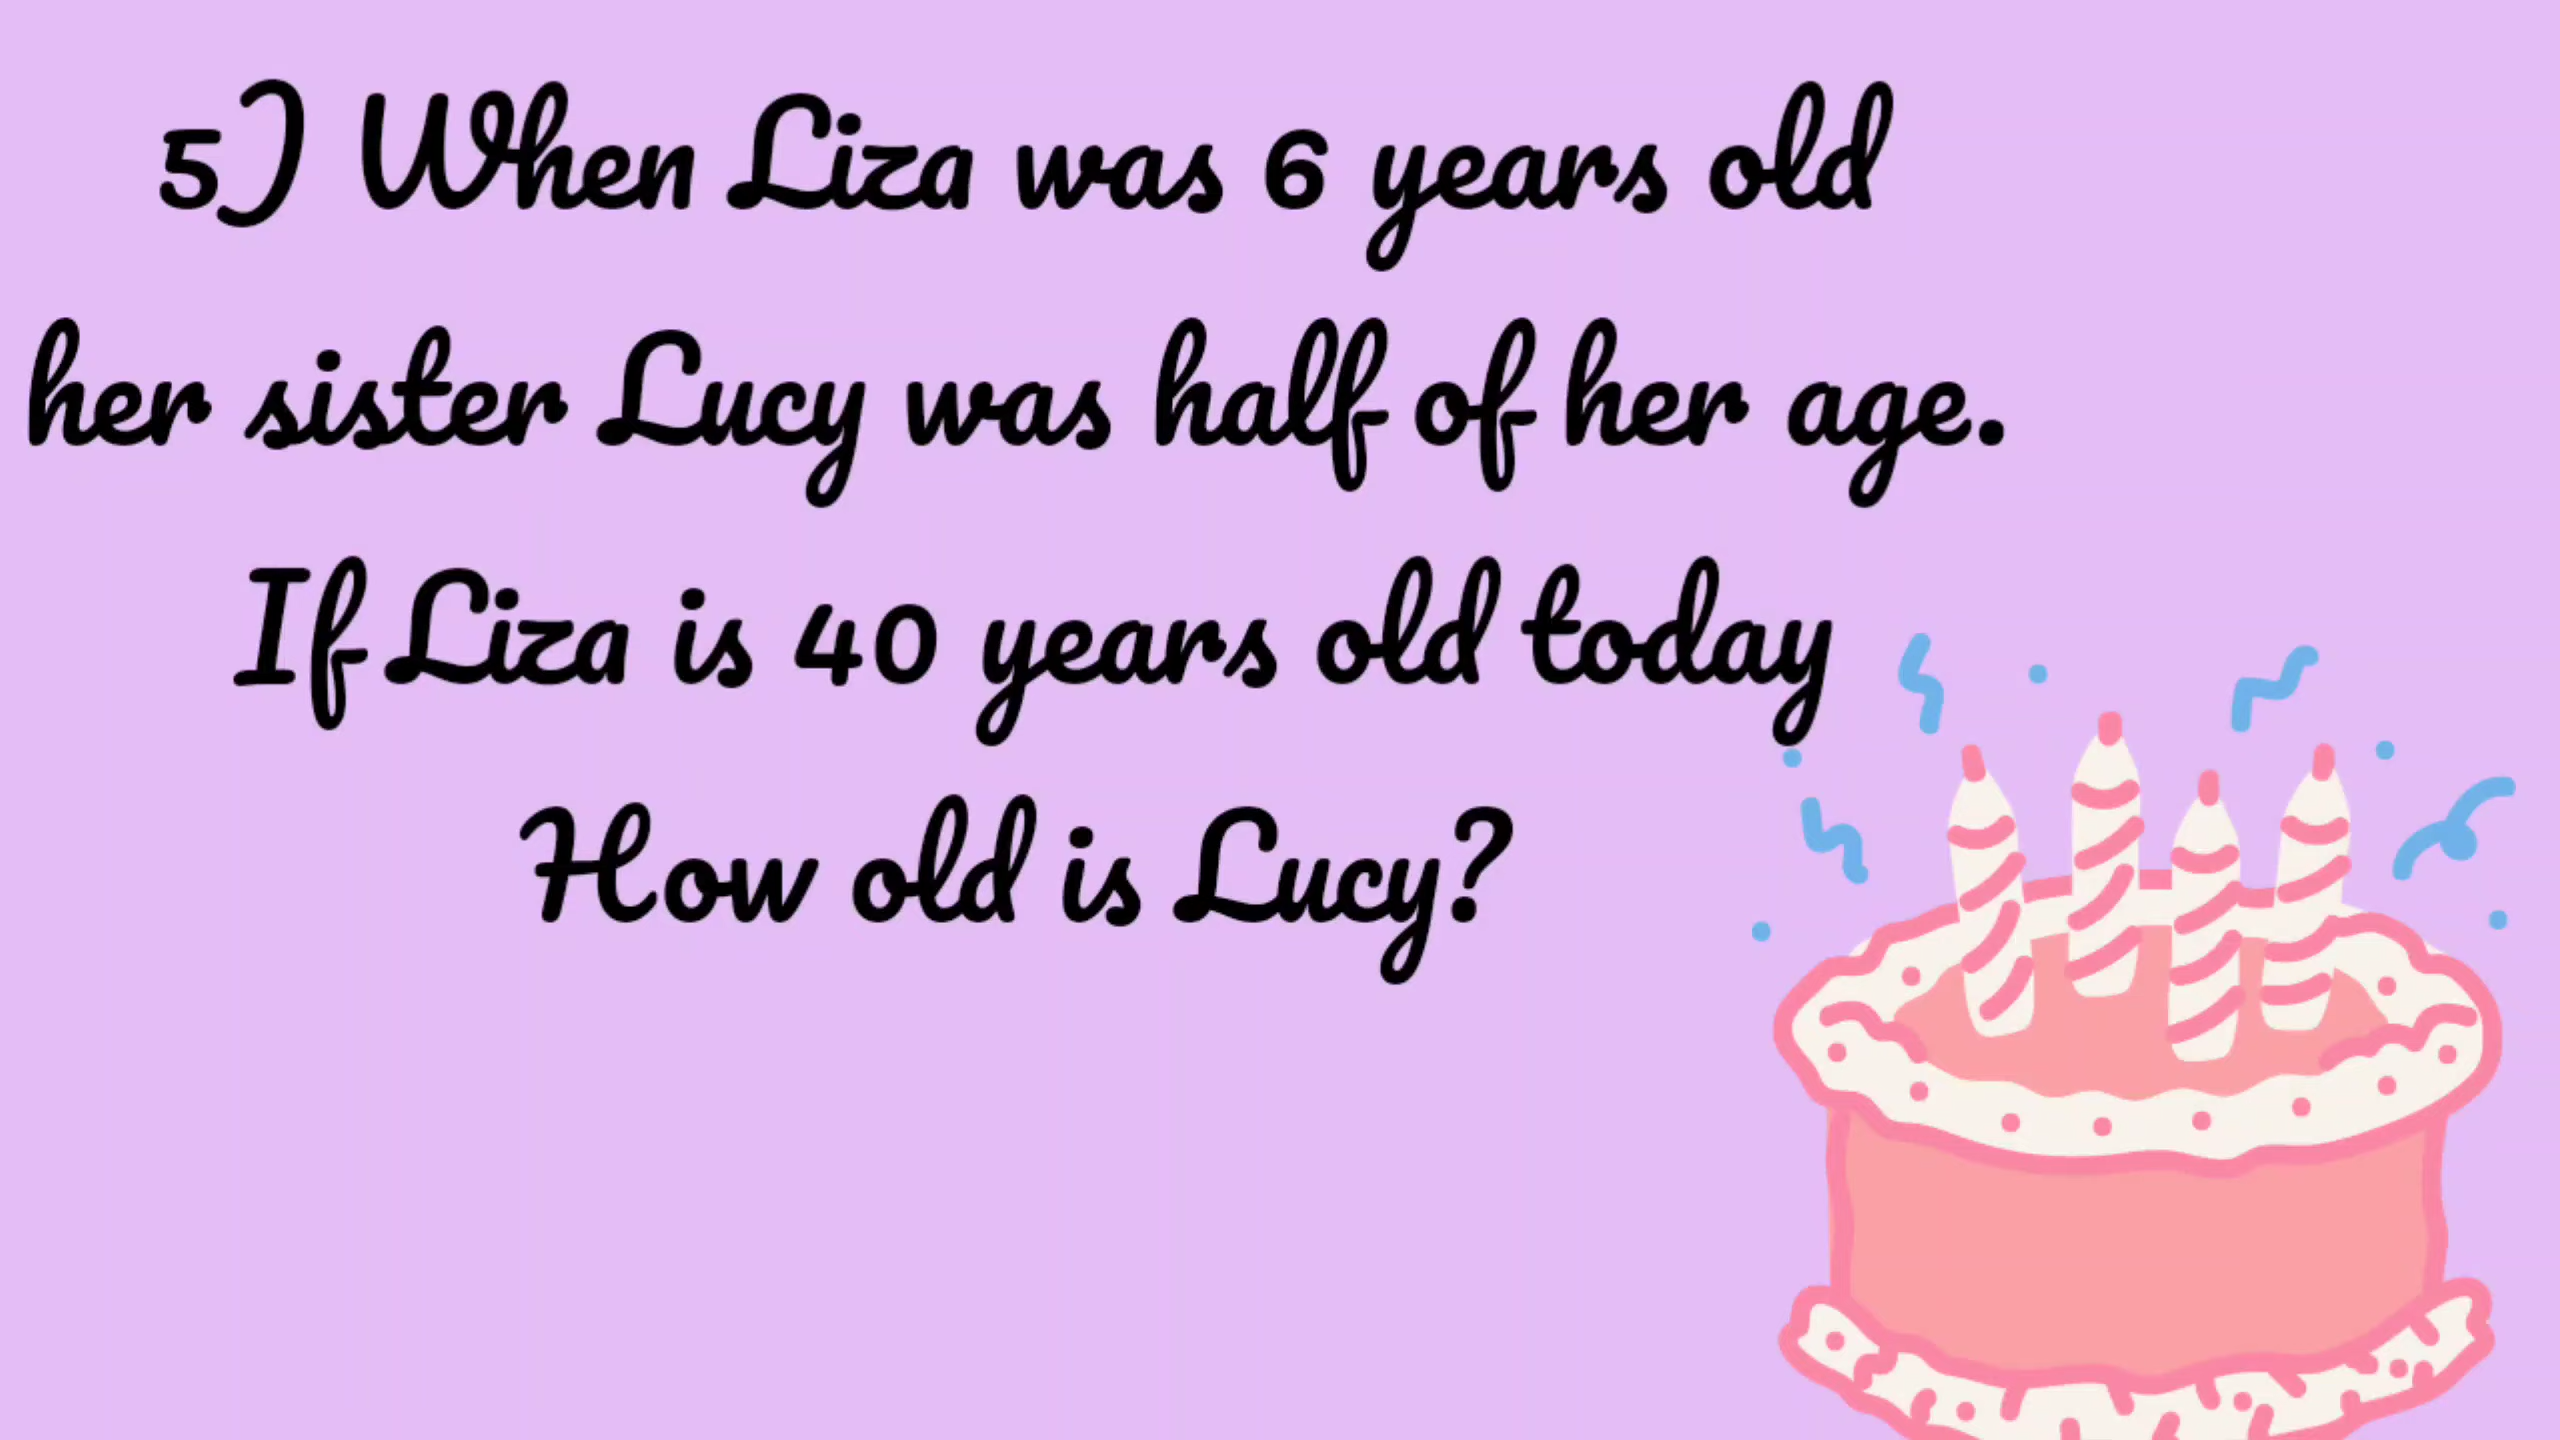 5) When Liza was 6 years old
her sister Lucy was half of her age.
If Liza is 40 years old today
How old is Lucy?